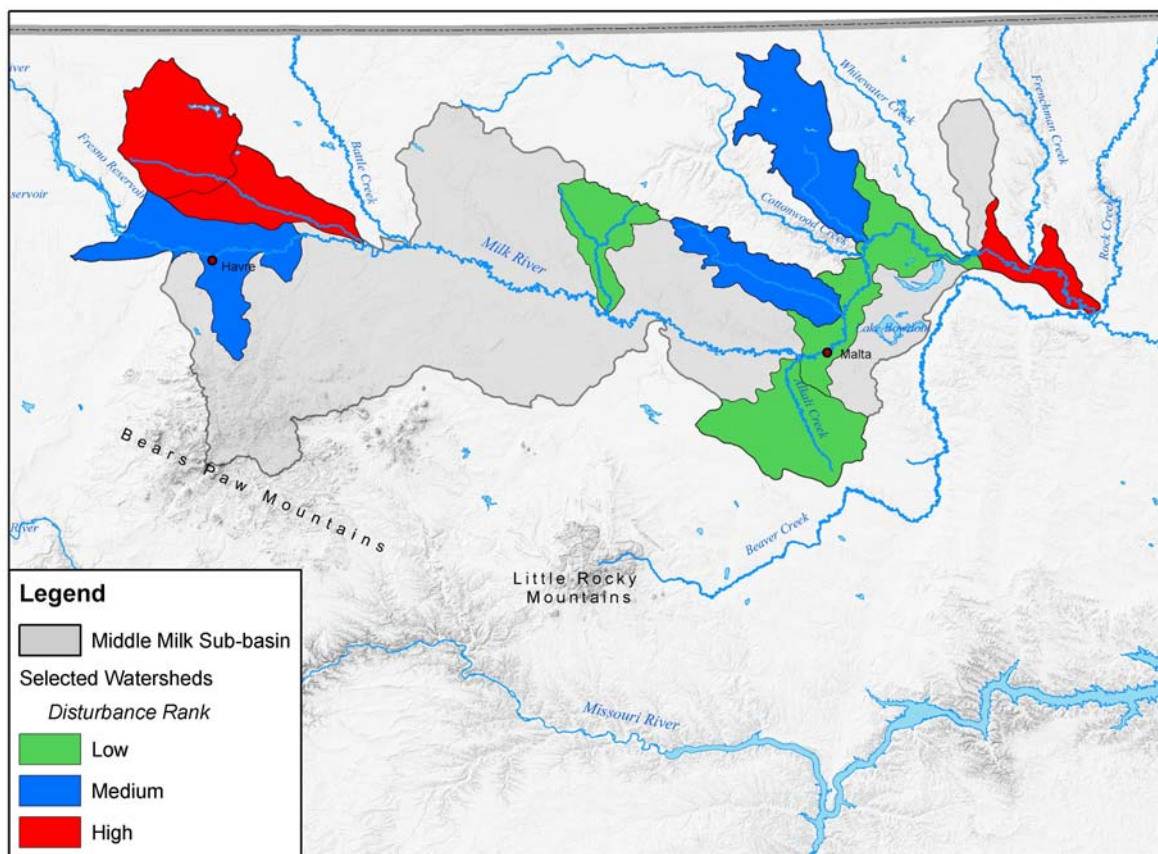 iver
Fresno Reservoir
servoir
Battle Creek
Whitewater Creek
Frenchman Creek
Rock Creek
Cottonwood Creek
Milk River
Havre
Lake Bowdoin
Malta
Alkali Creek
Bears Paw Mountains
Beaver Creek
Little Rocky
Mountains
River
Missouri River
Legend
Middle Milk Sub-basin
Selected Watersheds
Disturbance Rank
Low
Medium
High